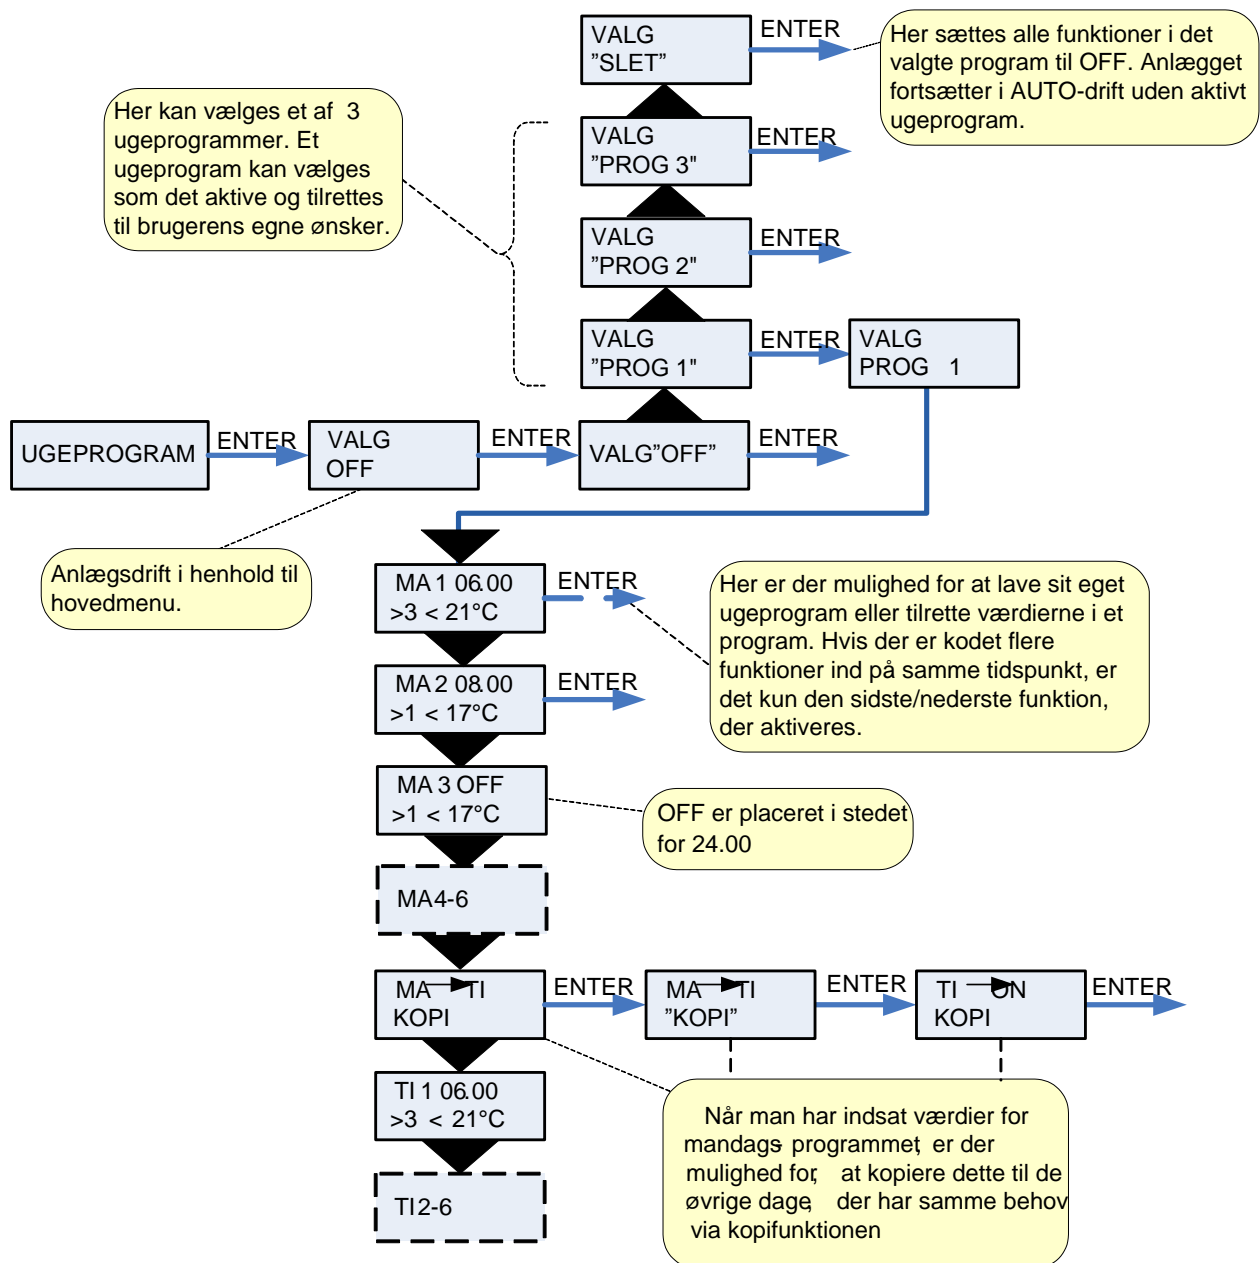 VALG
"SLET"
ENTER
Her sættes alle funktioner i det
valgte program til OFF. Anlægget
fortsætter i AUTO-drift uden aktivt
ugeprogram.
Her kan vælges et af 3
ugeprogrammer. Et
ugeprogram kan vælges
som det aktive og tilrettes
til brugerens egne ønsker.
VALG
"PROG 3"
ENTER
VALG
"PROG 2"
ENTER
VALG
"PROG 1"
ENTER
VALG
PROG 1
UGEPROGRAM
ENTER
VALG
OFF
ENTER
VALG"OFF"
ENTER
Anlægsdrift i henhold til
hovedmenu.
MA 1 06.00
>3 < 21°C
ENTER
Her er der mulighed for at lave sit eget
ugeprogram eller tilrette værdierne i et
program. Hvis der er kodet flere
funktioner ind på samme tidspunkt, er
det kun den sidste/nederste funktion,
der aktiveres.
MA 2 08.00
>1 < 17°C
ENTER
MA 3 OFF
>1 < 17°C
OFF er placeret i stedet
for 24.00
MA4-6
MA TI
KOPI
ENTER
MA TI
"KOPI"
ENTER
TI ON
KOPI
ENTER
TI 1 06.00
>3 < 21°C
Når man har indsat værdier for
mandags- programmet, er der
mulighed for, at kopiere dette til de
øvrige dage, der har samme behov
via kopifunktionen.
TI2-6